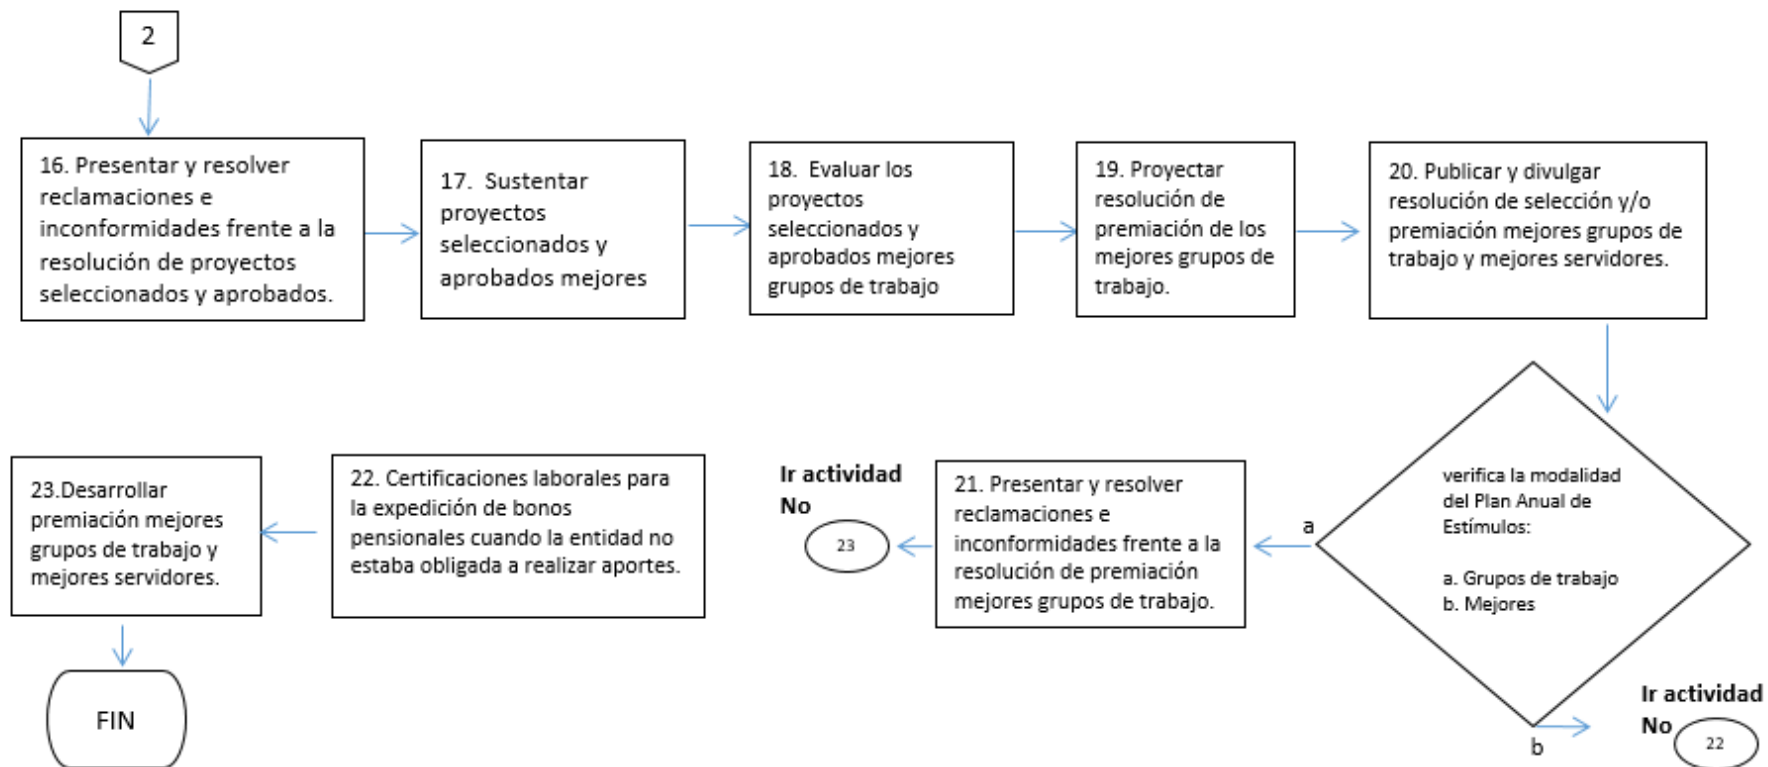 2
16. Presentar y resolver
reclamaciones e
inconformidades frente a la
resolución de proyectos
seleccionados y aprobados.
17. Sustentar
proyectos
seleccionados y
aprobados mejores
18. Evaluar los
proyectos
seleccionados y
aprobados mejores
grupos de trabajo
19. Proyectar
resolución de
premiación de los
mejores grupos de
trabajo.
20. Publicar y divulgar
resolución de selección y/o
premiación mejores grupos de
trabajo y mejores servidores.
verifica la modalidad
del Plan Anual de
Estímulos:
a. Grupos de trabajo
b. Mejores
a
21. Presentar y resolver
reclamaciones e
inconformidades frente a la
resolución de premiación
mejores grupos de trabajo.
Ir actividad
No
23
b
Ir actividad
No
22
22. Certificaciones laborales para
la expedición de bonos
pensionales cuando la entidad no
estaba obligada a realizar aportes.
23.Desarrollar
premiación mejores
grupos de trabajo y
mejores servidores.
FIN